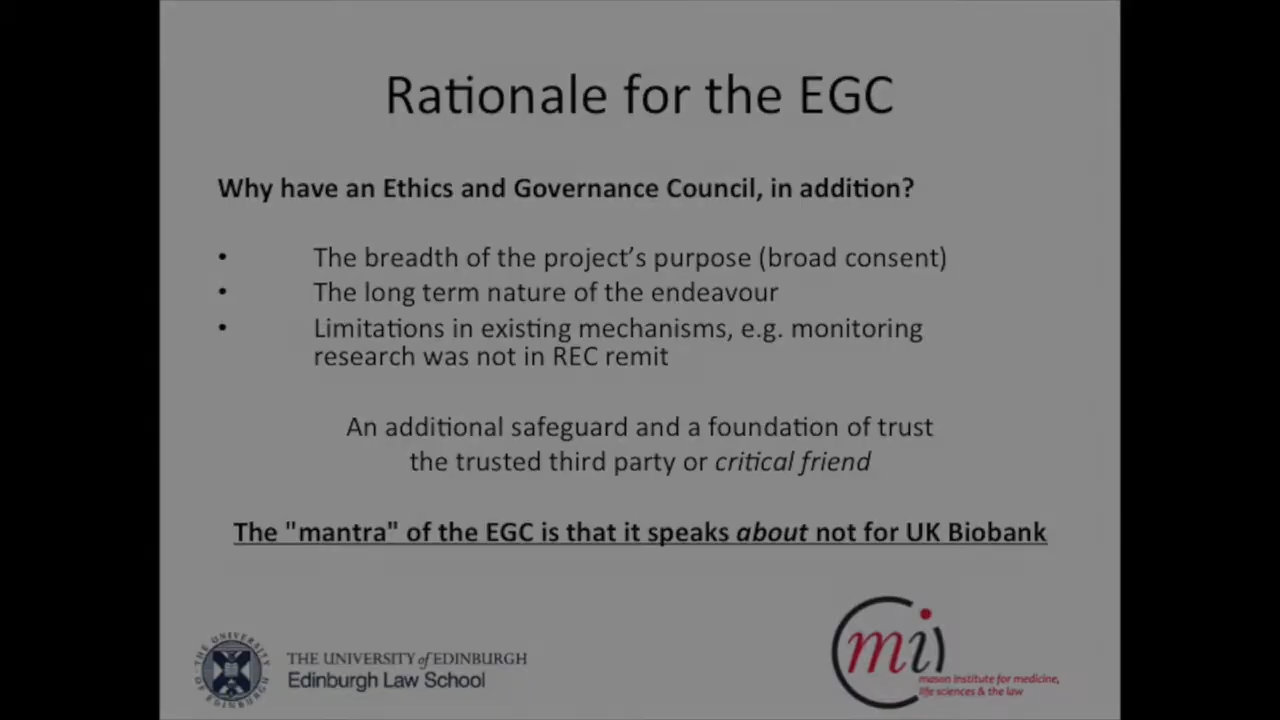 Rationale for the EGC
Why have an Ethics and Governance Council, in addition?
• The breadth of the project's purpose (broad consent)
• The long term nature of the endeavour
• Limitations in existing mechanisms, e.g. monitoring
research was not in REC remit
An additional safeguard and a foundation of trust
the trusted third party or critical friend
The "mantra" of the EGC is that it speaks about not for UK Biobank
THE UNIVERSITY OF EDINBURGH
THE UNIVERSITY of EDINBURGH
Edinburgh Law School
mi
mason institute for medicine,
life sciences & the law